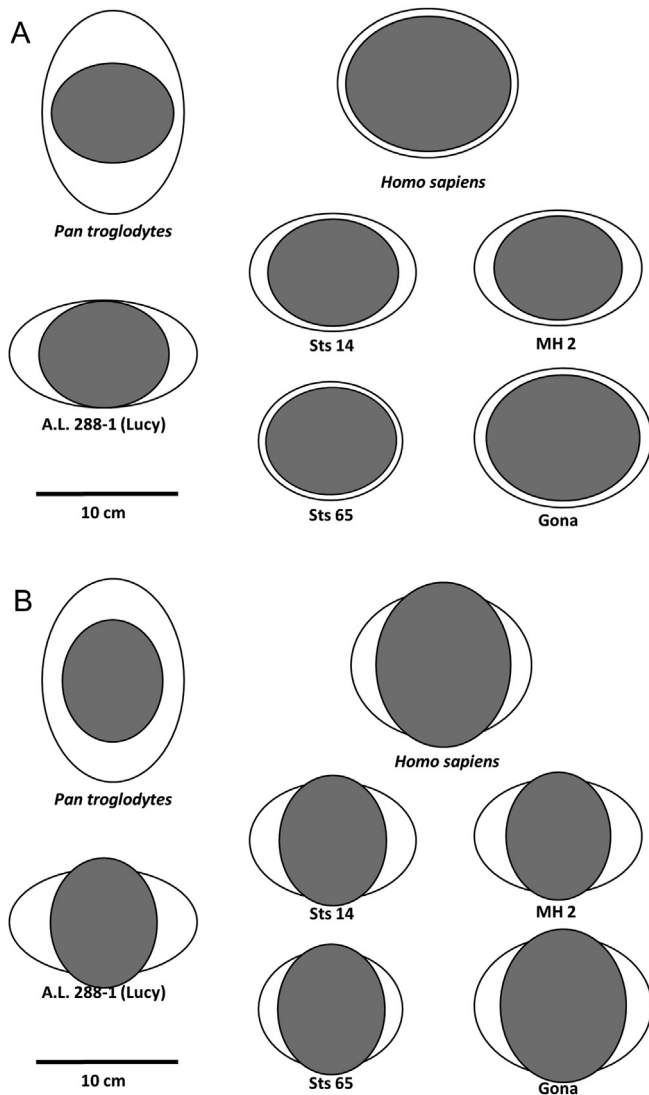 A
Pan troglodytes
Homo sapiens
Sts 14
MH 2
A.L. 288-1 (Lucy)
Sts 65
Gona
10 cm
B
Pan troglodytes
Homo sapiens
Sts 14
MH 2
A.L. 288-1 (Lucy)
Sts 65
Gona
10 cm